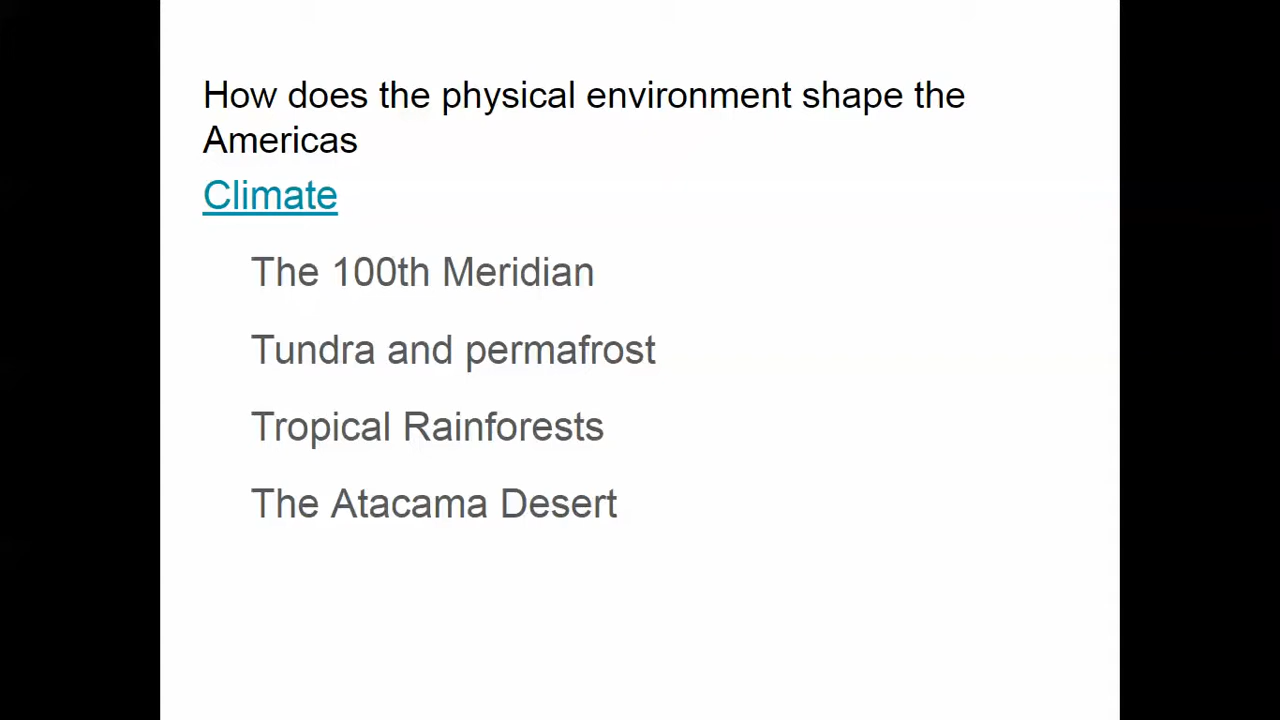 How does the physical environment shape the
Americas
Climate
The 100th Meridian
Tundra and permafrost
Tropical Rainforests
The Atacama Desert